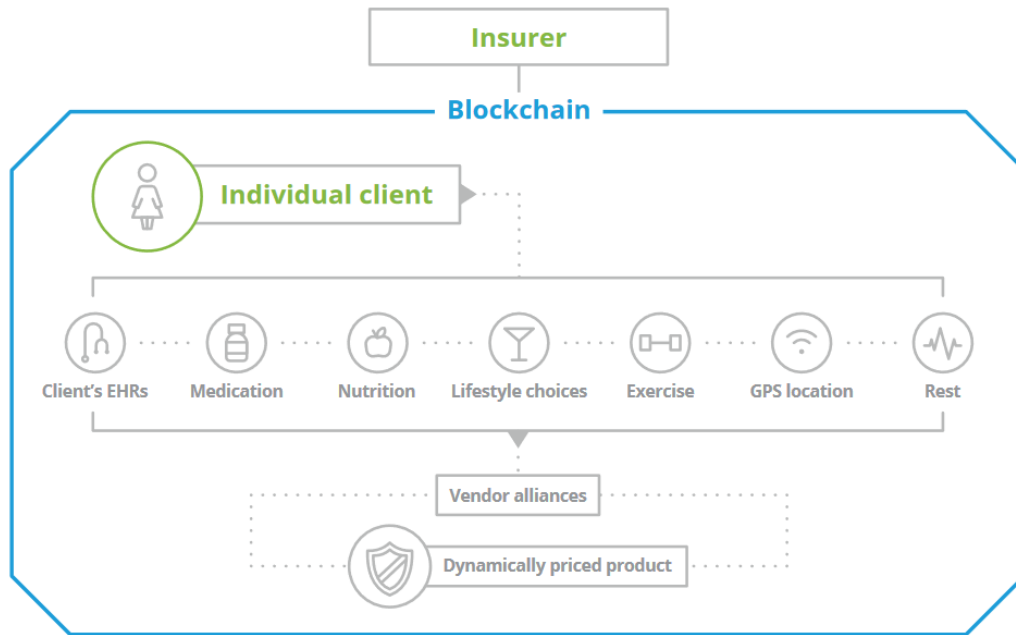 Insurer
Blockchain
Individual client
Client’s EHRs
Medication
Nutrition
Lifestyle choices
Exercise
GPS location
Rest
Vendor alliances
Dynamically priced product